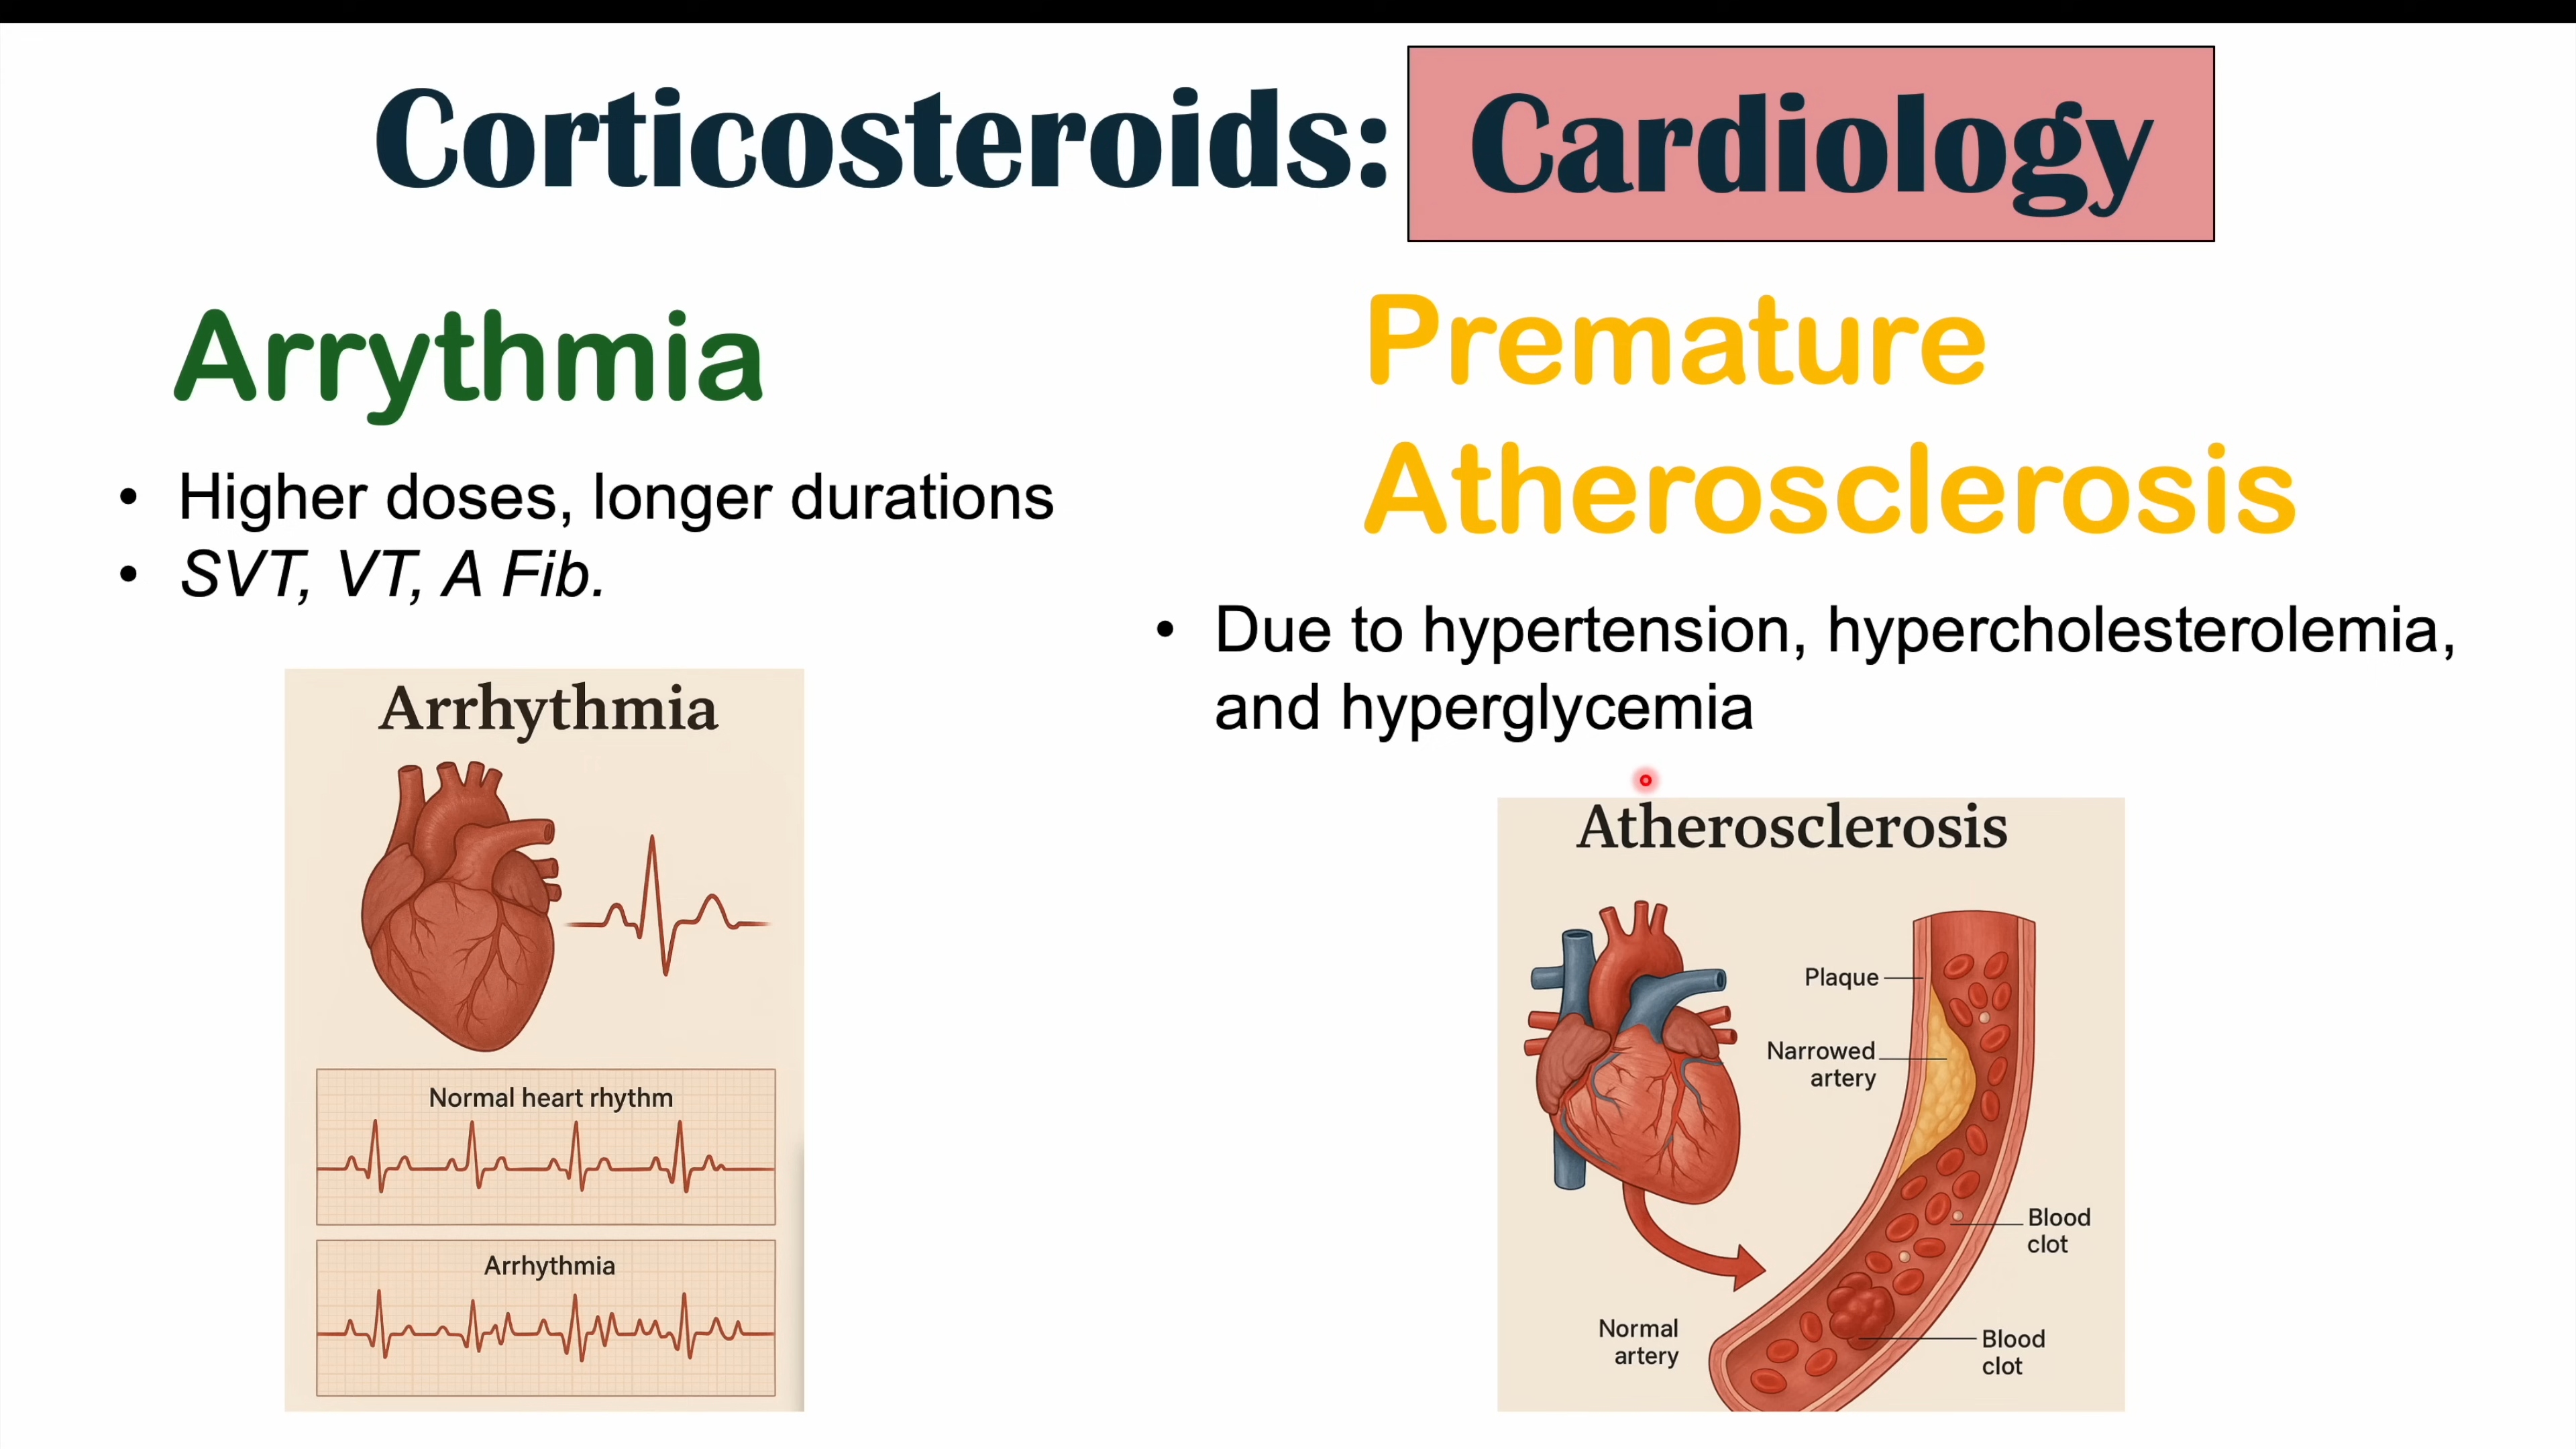 Corticosteroids: Cardiology
Arrythmia
• Higher doses, longer durations
• SVT, VT, A Fib.
Arrhythmia
Normal heart rhythm
Arrhythmia
Premature
Atherosclerosis
• Due to hypertension, hypercholesterolemia,
and hyperglycemia
Atherosclerosis
Plaque
Narrowed
artery
Blood
clot
Normal
artery
Blood
clot